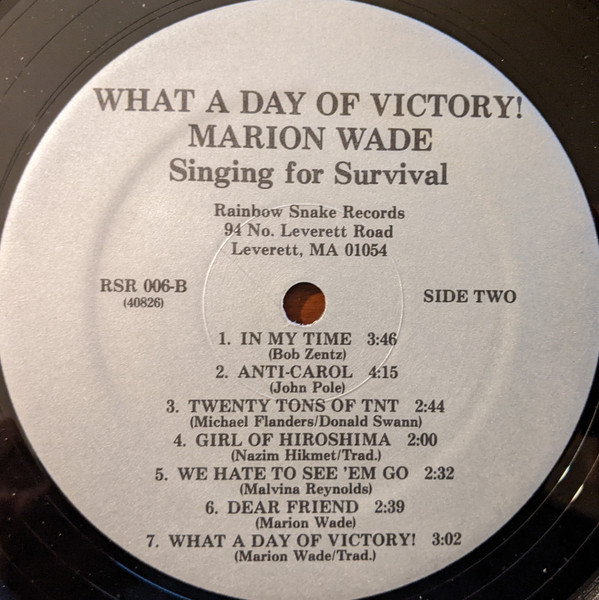 WHAT A DAY OF VICTORY!
MARION WADE
Singing for Survival
Rainbow Snake Records
94 No. Leverett Road
Leverett, MA 01054
RSR 006-B
(40826)
SIDE TWO
1. IN MY TIME 3:46
(Bob Zentz)
2. ANTI-CAROL 4:15
(John Pole)
3. TWENTY TONS OF TNT 2:44
(Michael Flanders/Donald Swann)
4. GIRL OF HIROSHIMA 2:00
(Nazim Hikmet/Trad.)
5. WE HATE TO SEE 'EM GO 2:32
(Malvina Reynolds)
6. DEAR FRIEND 2:39
(Marion Wade)
7. WHAT A DAY OF VICTORY! 3:02
(Marion Wade/Trad.)